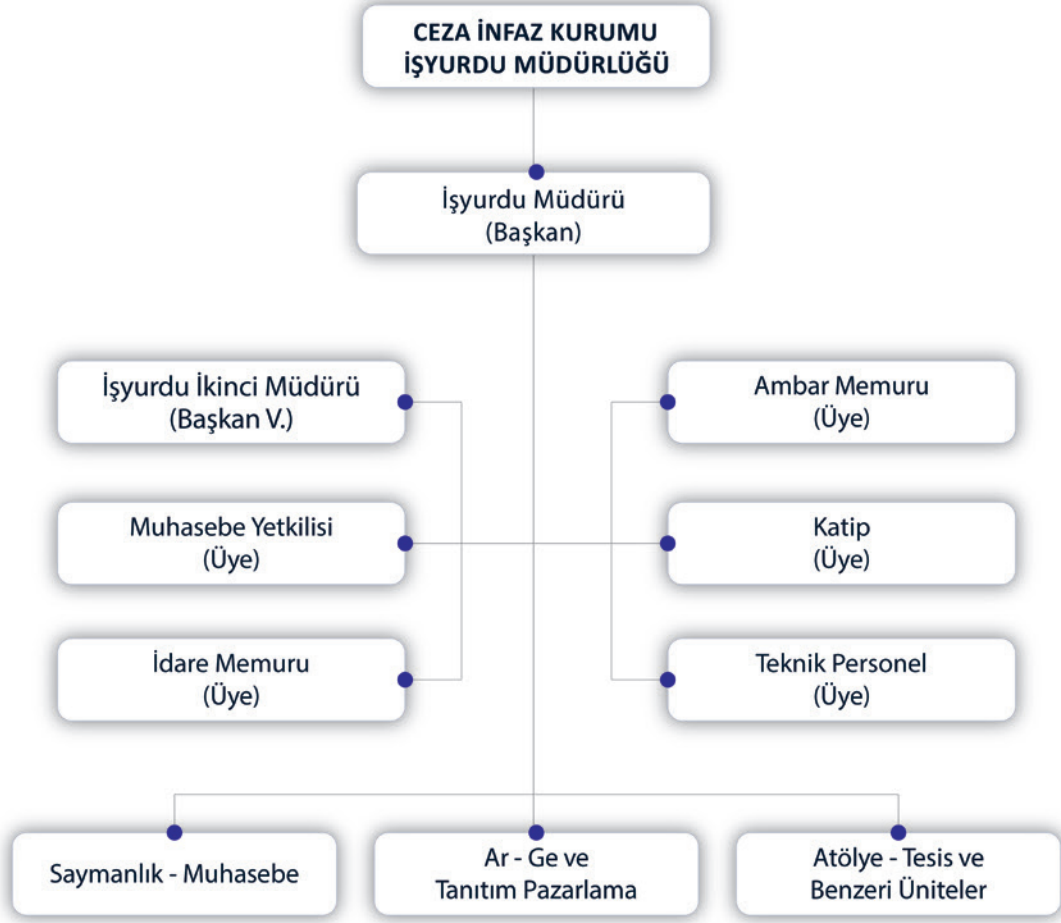 CEZA İNFAZ KURUMU
İŞYURDU MÜDÜRLÜĞÜ
İşyurdu Müdürü
(Başkan)
İşyurdu İkinci Müdürü
(Başkan V.)
Ambar Memuru
(Üye)
Muhasebe Yetkilisi
(Üye)
Katip
(Üye)
İdare Memuru
(Üye)
Teknik Personel
(Üye)
Saymanlık - Muhasebe
Ar - Ge ve
Tanıtım Pazarlama
Atölye - Tesis ve
Benzeri Üniteler